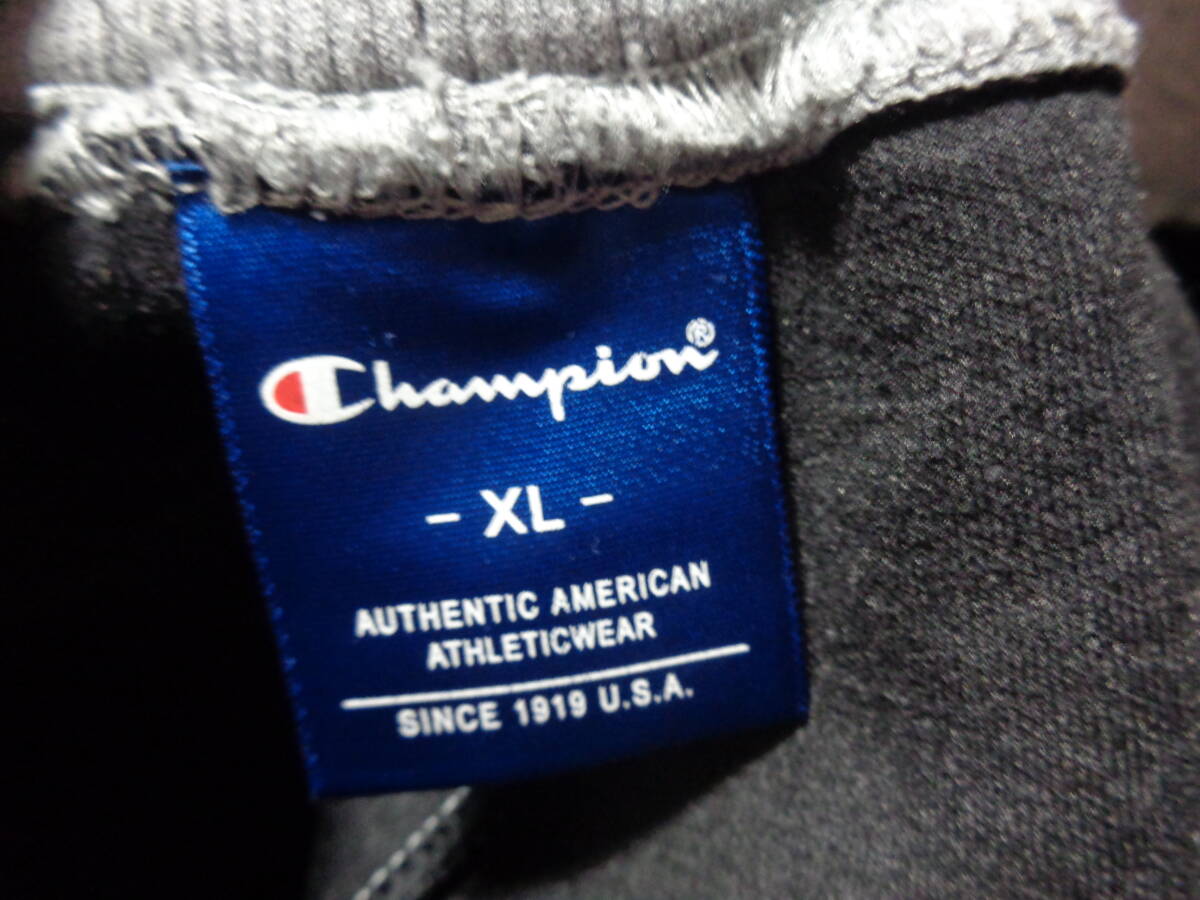 Champion®
- XL -
AUTHENTIC AMERICAN
ATHLETICWEAR
SINCE 1919 U.S.A.